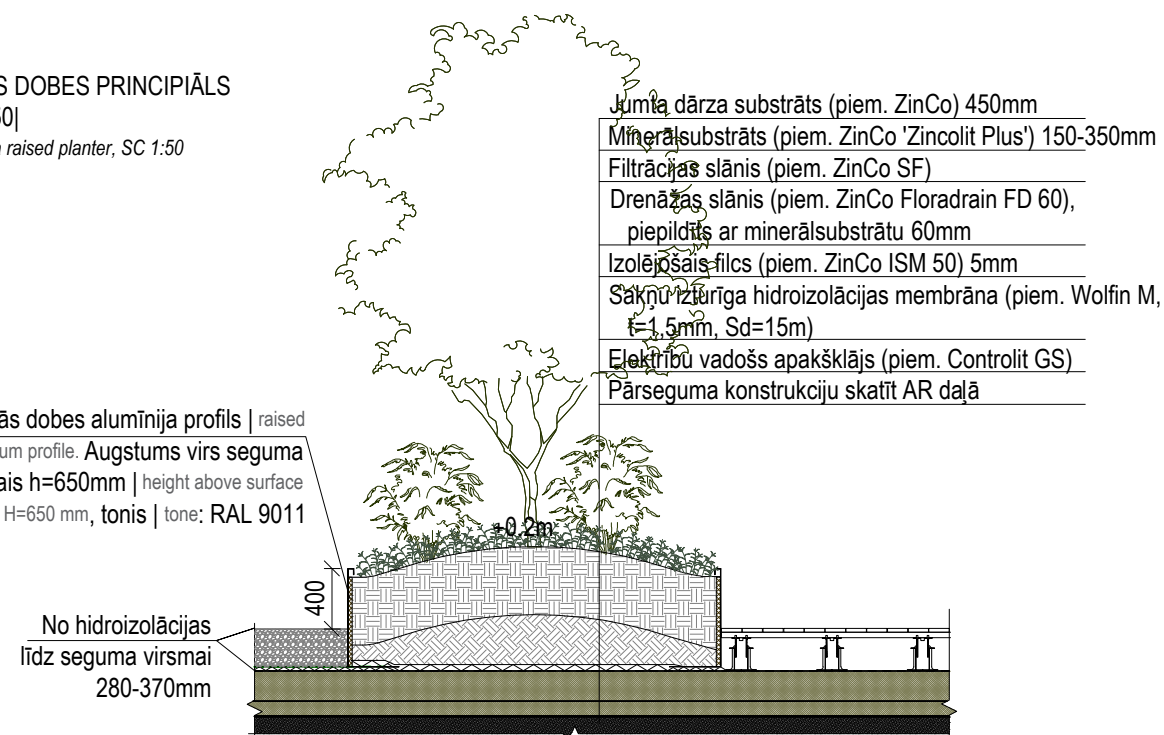 S DOBES PRINCIPIĀLS
50|
raised planter, SC 1:50
Jumta dārza substrāts (piem. ZinCo) 450mm
Minerālsubstrāts (piem. ZinCo 'Zincolit Plus') 150-350mm
Filtrācijas slānis (piem. ZinCo SF)
Drenāžas slānis (piem. ZinCo Floradrain FD 60),
piepildīts ar minerālsubstrātu 60mm
Izolējošais filcs (piem. ZinCo ISM 50) 5mm
Sakņu izturīga hidroizolācijas membrāna (piem. Wolfin M,
t=1,5mm, Sd=15m)
Elektrību vadošs apakšklājs (piem. Controlit GS)
Pārseguma konstrukciju skatīt AR daļā
ās dobes alumīnija profils | raised
um profile. Augstums virs seguma
ais h=650mm | height above surface
H=650 mm, tonis | tone: RAL 9011
+0.2m
400
No hidroizolācijas
līdz seguma virsmai
280-370mm